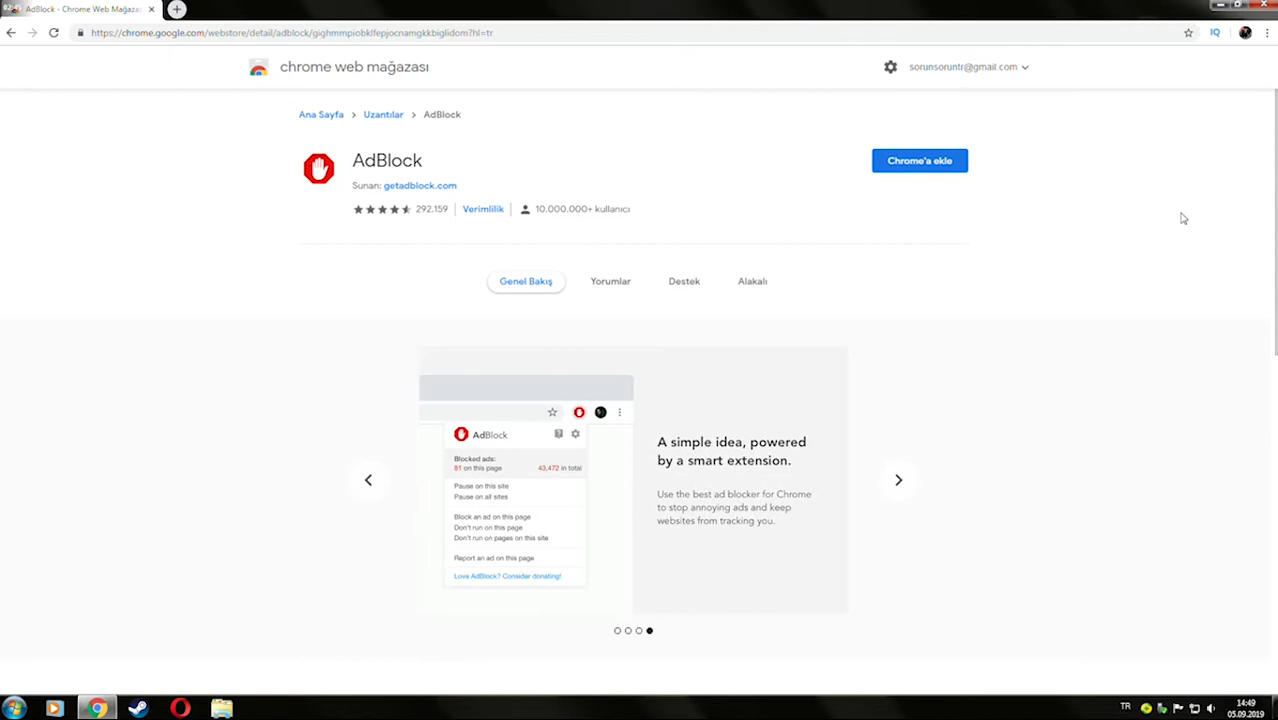 AdBlock - Chrome Web Mağaza
https://chrome.google.com/webstore/detail/adblock/gighmmpiobklfepjocnamgkkbiglidom?hl=tr
IQ
chrome web mağazası
sorunsoruntr@gmail.com
Ana Sayfa > Uzantılar > AdBlock
AdBlock
Chrome'a ekle
Sunan: getadblock.com
292.159 Verimlilik 10.000.000+ kullanıcı
Genel Bakış Yorumlar Destek Alakalı
AdBlock
Blocked ads:
81 on this page 43,472 in total
Pause on this site
Pause on all sites
Block an ad on this page
Don't run on this page
Don't run on pages on this site
Report an ad on this page
Love AdBlock? Consider donating!
A simple idea, powered
by a smart extension.
Use the best ad blocker for Chrome
to stop annoying ads and keep
websites from tracking you.
TR
14:49
05.09.2019